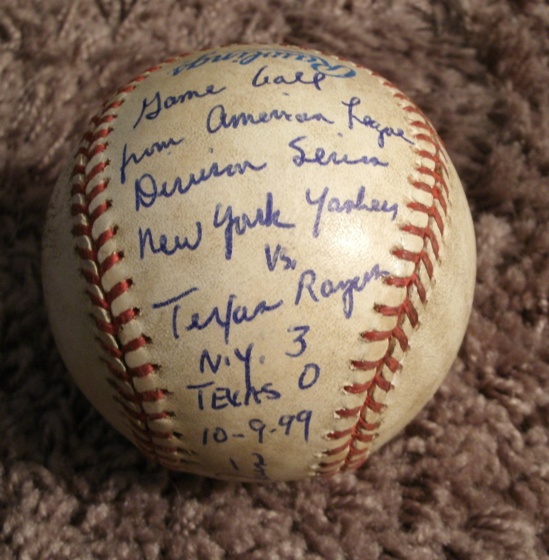 Rawlings
Game Ball
from American League
Division Series
New York Yankees
Vs.
Texas Rangers
N.Y. 3
TEXAS 0
10-9-99